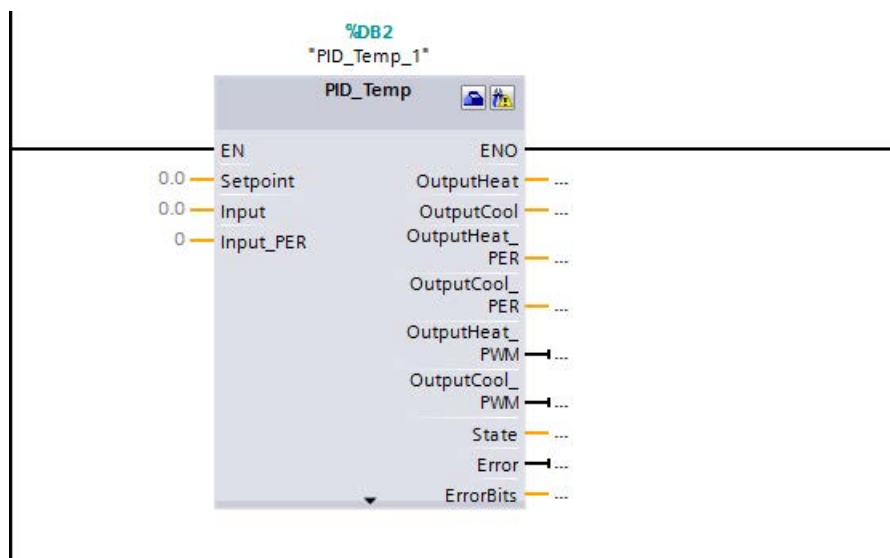 %DB2
"PID_Temp_1"
PID_Temp
EN
ENO
0.0
Setpoint
OutputHeat
...
0.0
Input
OutputCool
...
0
Input_PER
OutputHeat_
PER
...
OutputCool_
PER
...
OutputHeat_
PWM
...
OutputCool_
PWM
...
State
...
Error
...
ErrorBits
...